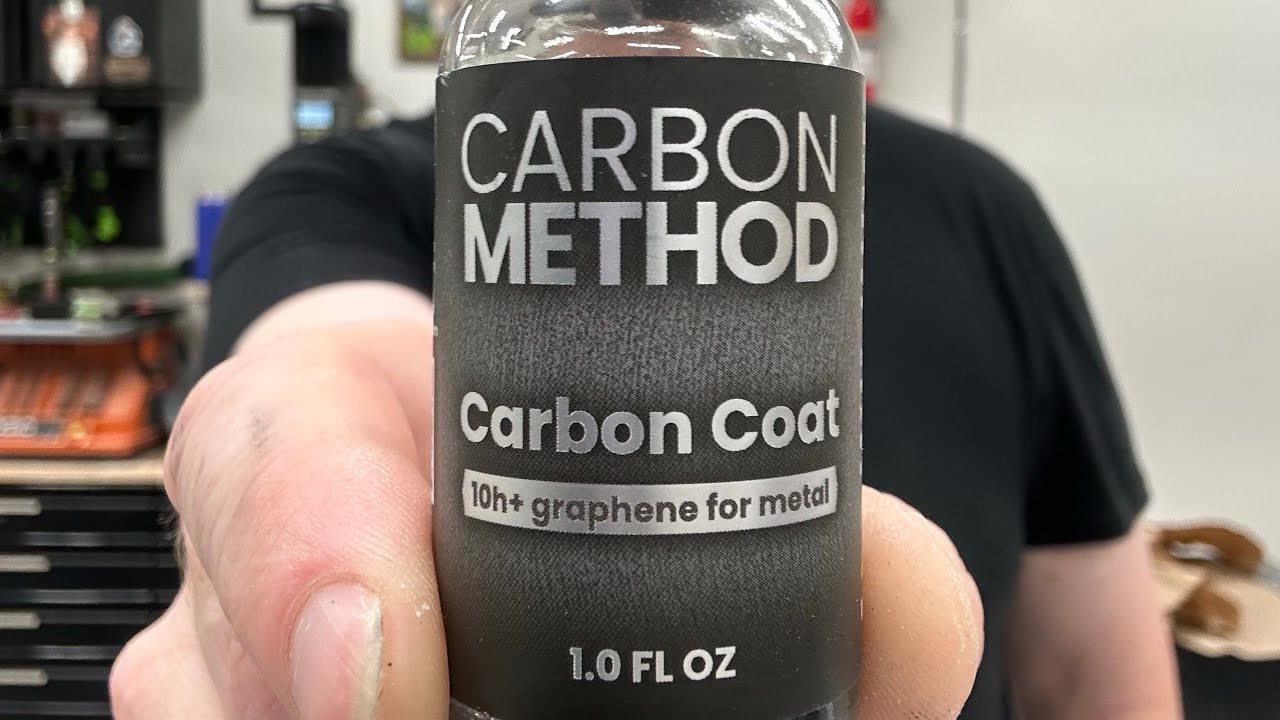 CARBON
METHOD
Carbon Coat
10h+ graphene for metal
1.0 FL OZ